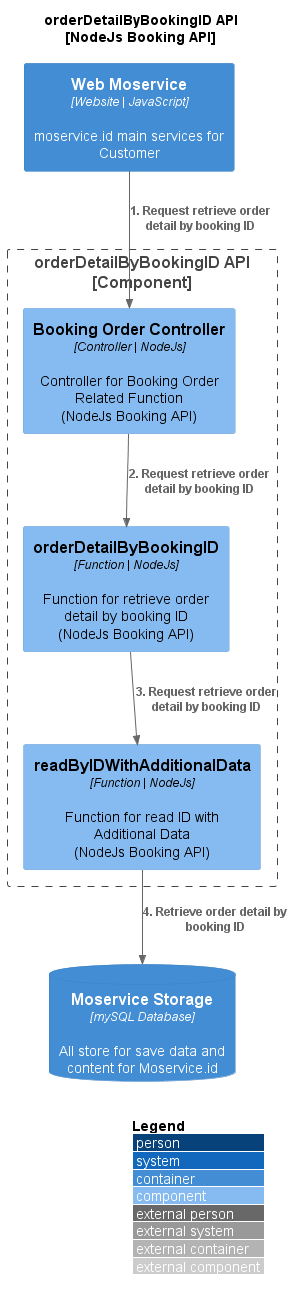 orderDetailByBookingID API
[NodeJs Booking API]
Web Moservice
[Website | JavaScript]
moservice.id main services for
Customer
1. Request retrieve order
detail by booking ID
orderDetailByBookingID API
[Component]
Booking Order Controller
[Controller | NodeJs]
Controller for Booking Order
Related Function
(NodeJs Booking API)
2. Request retrieve order
detail by booking ID
orderDetailByBookingID
[Function | NodeJs]
Function for retrieve order
detail by booking ID
(NodeJs Booking API)
3. Request retrieve order
detail by booking ID
readByIDWithAdditionalData
[Function | NodeJs]
Function for read ID with
Additional Data
(NodeJs Booking API)
4. Retrieve order detail by
booking ID
Moservice Storage
[mySQL Database]
All store for save data and
content for Moservice.id
Legend
person
system
container
component
external person
external system
external container
external component